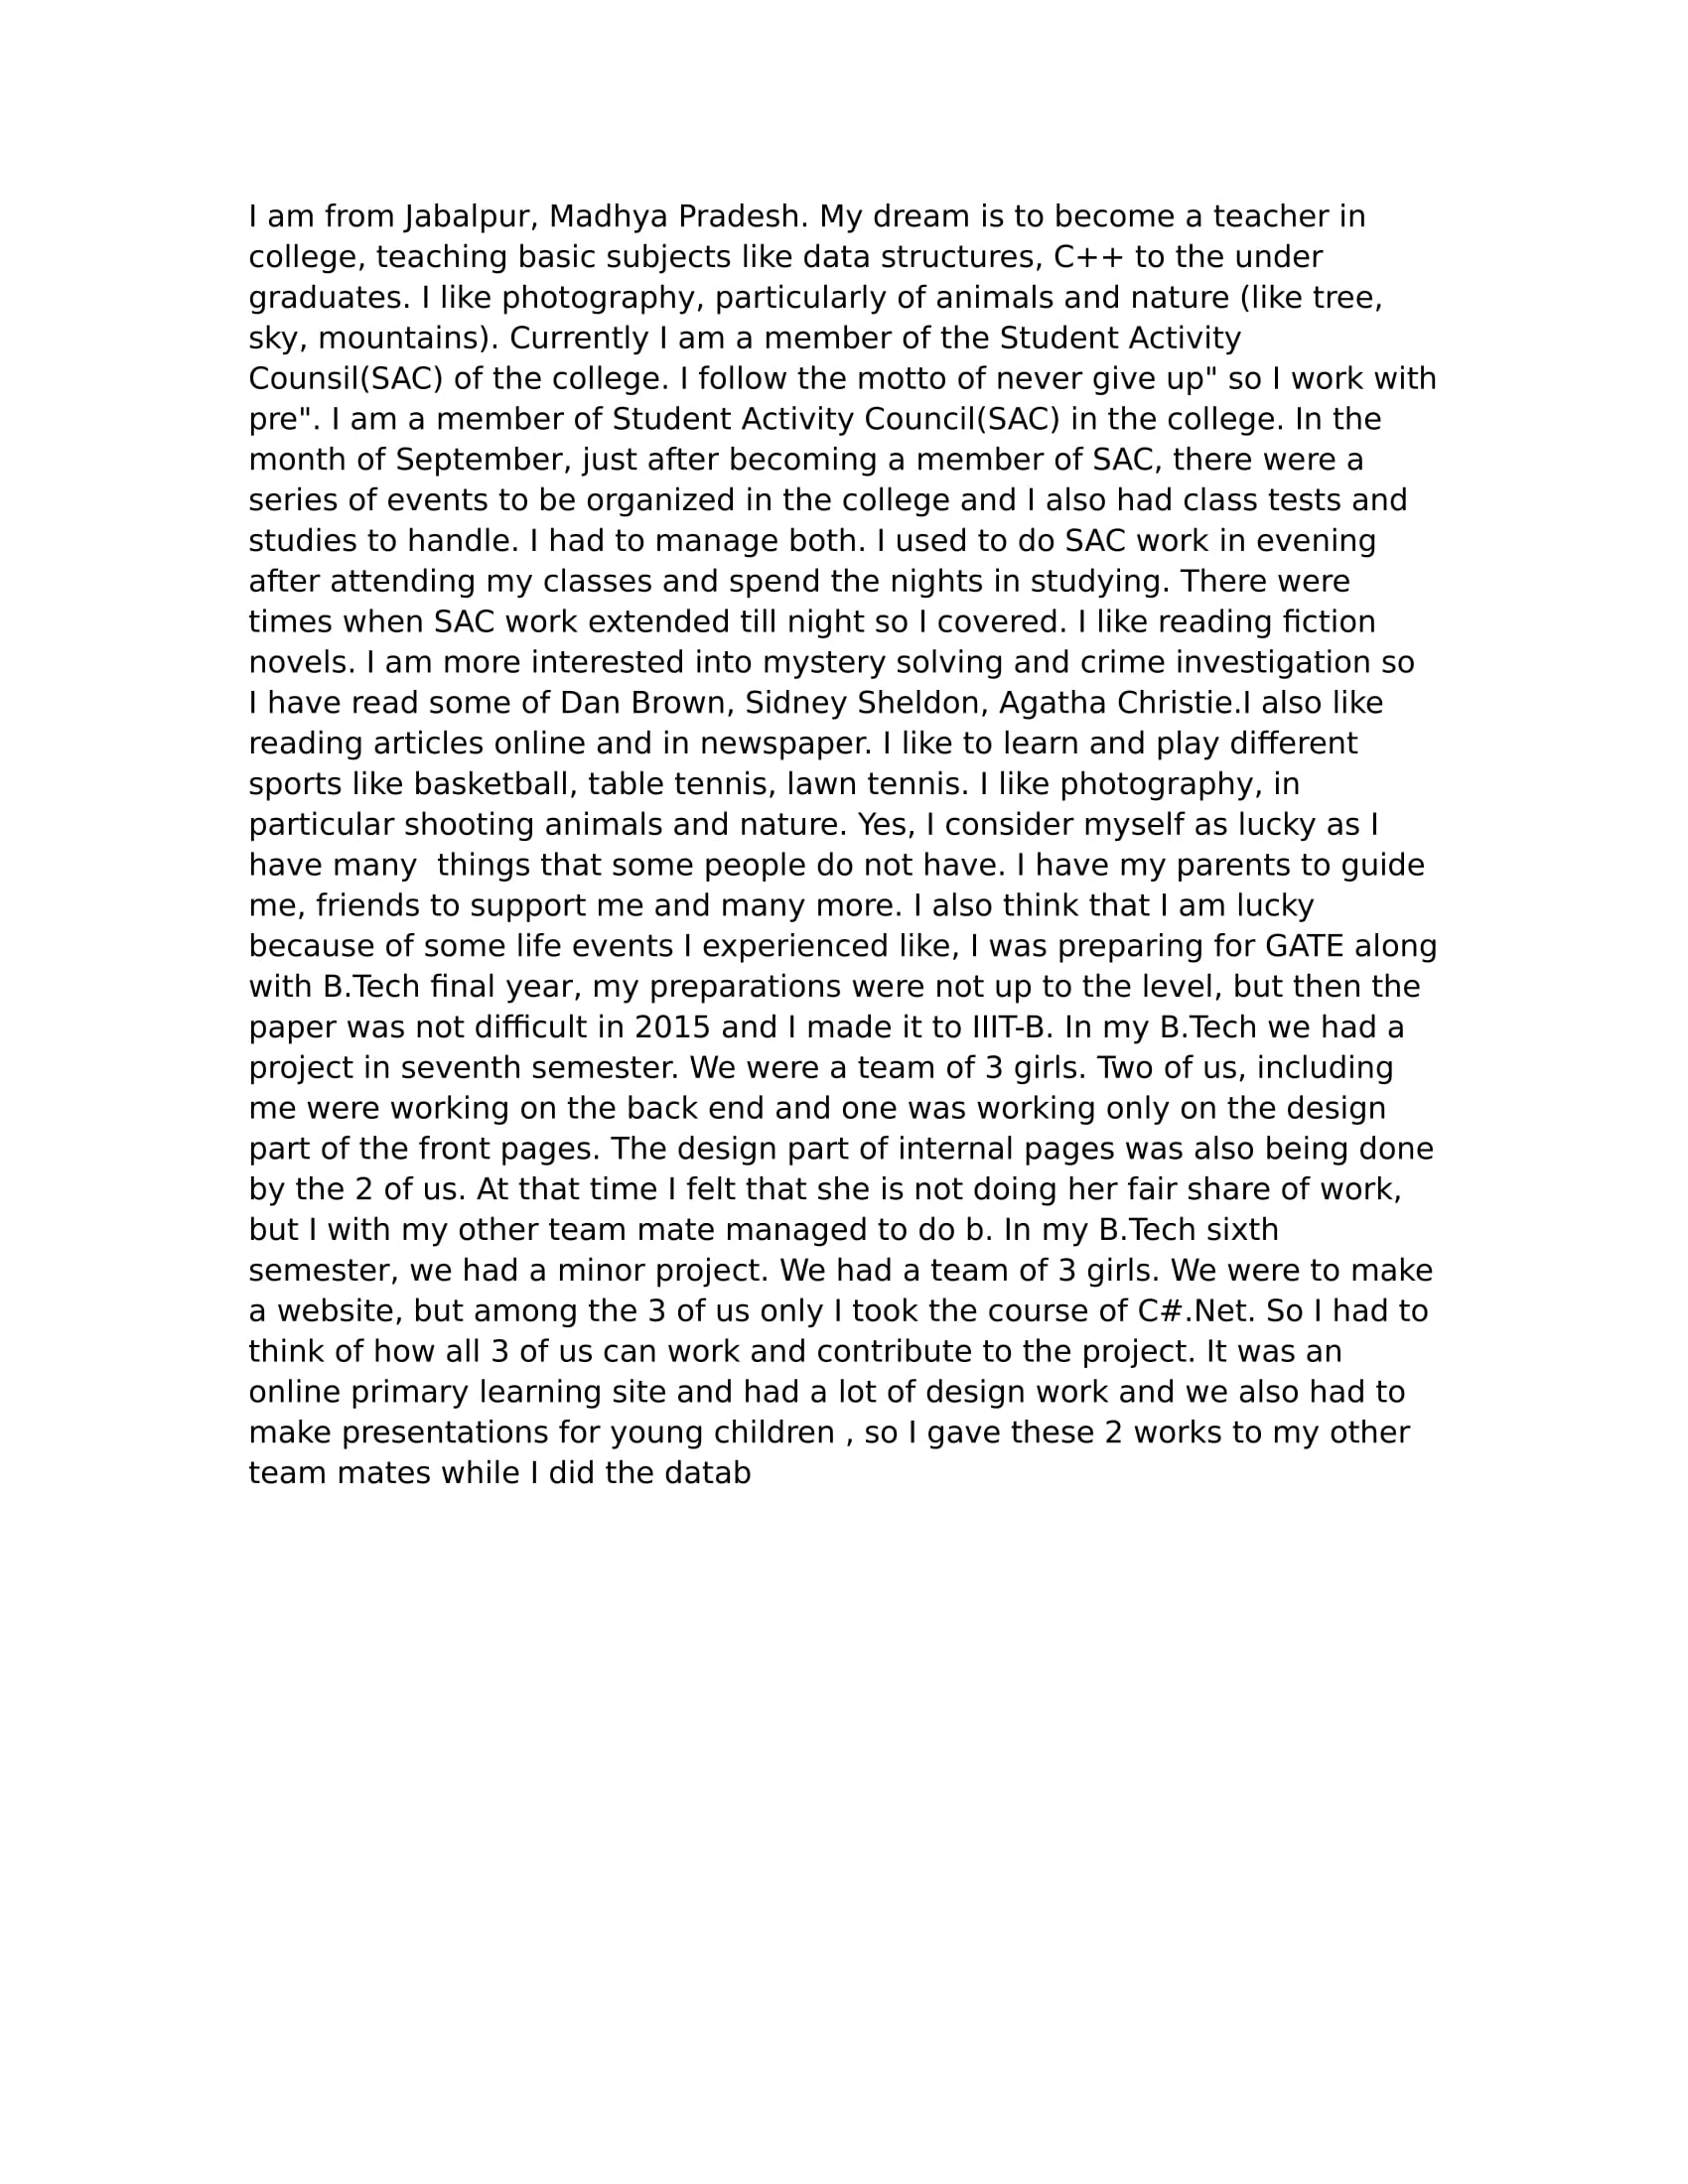 I am from Jabalpur, Madhya Pradesh. My dream is to become a teacher in
college, teaching basic subjects like data structures, C++ to the under
graduates. I like photography, particularly of animals and nature (like tree,
sky, mountains). Currently I am a member of the Student Activity
Counsil(SAC) of the college. I follow the motto of never give up" so I work with
pre". I am a member of Student Activity Council(SAC) in the college. In the
month of September, just after becoming a member of SAC, there were a
series of events to be organized in the college and I also had class tests and
studies to handle. I had to manage both. I used to do SAC work in evening
after attending my classes and spend the nights in studying. There were
times when SAC work extended till night so I covered. I like reading fiction
novels. I am more interested into mystery solving and crime investigation so
I have read some of Dan Brown, Sidney Sheldon, Agatha Christie.I also like
reading articles online and in newspaper. I like to learn and play different
sports like basketball, table tennis, lawn tennis. I like photography, in
particular shooting animals and nature. Yes, I consider myself as lucky as I
have many  things that some people do not have. I have my parents to guide
me, friends to support me and many more. I also think that I am lucky
because of some life events I experienced like, I was preparing for GATE along
with B.Tech final year, my preparations were not up to the level, but then the
paper was not difficult in 2015 and I made it to IIIT-B. In my B.Tech we had a
project in seventh semester. We were a team of 3 girls. Two of us, including
me were working on the back end and one was working only on the design
part of the front pages. The design part of internal pages was also being done
by the 2 of us. At that time I felt that she is not doing her fair share of work,
but I with my other team mate managed to do b. In my B.Tech sixth
semester, we had a minor project. We had a team of 3 girls. We were to make
a website, but among the 3 of us only I took the course of C#.Net. So I had to
think of how all 3 of us can work and contribute to the project. It was an
online primary learning site and had a lot of design work and we also had to
make presentations for young children , so I gave these 2 works to my other
team mates while I did the datab